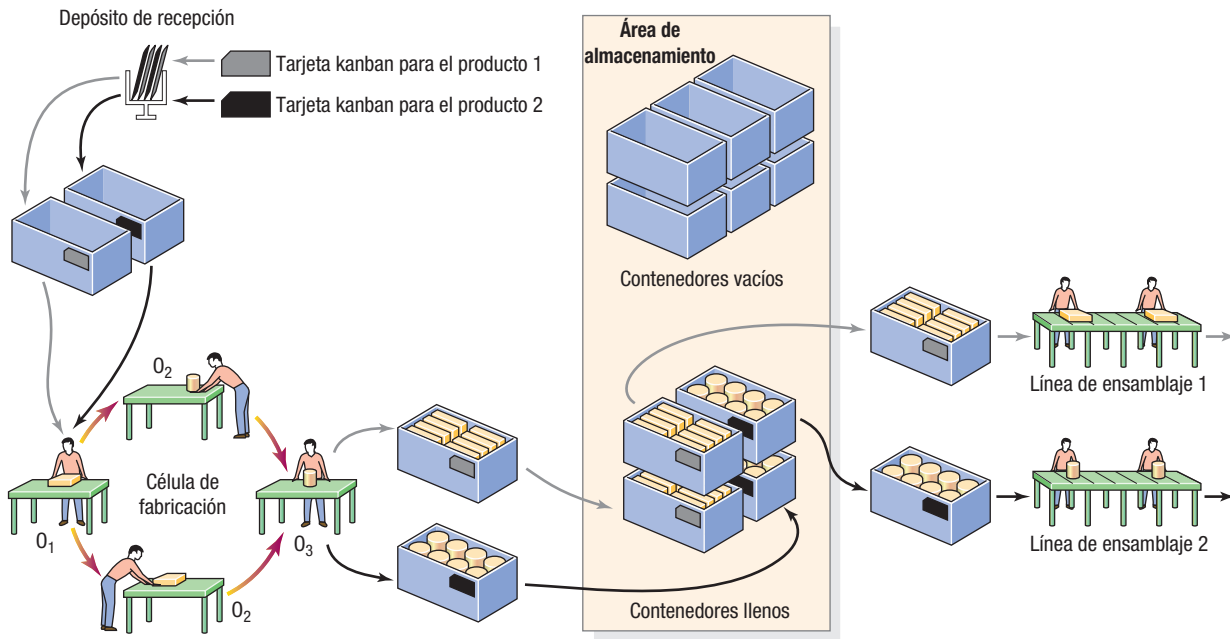 Depósito de recepción
Tarjeta kanban para el producto 1
Tarjeta kanban para el producto 2
Área de
almacenamiento
Contenedores vacíos
Línea de ensamblaje 1
O₂
Célula de
fabricación
O₁
O₃
O₂
Línea de ensamblaje 2
Contenedores llenos